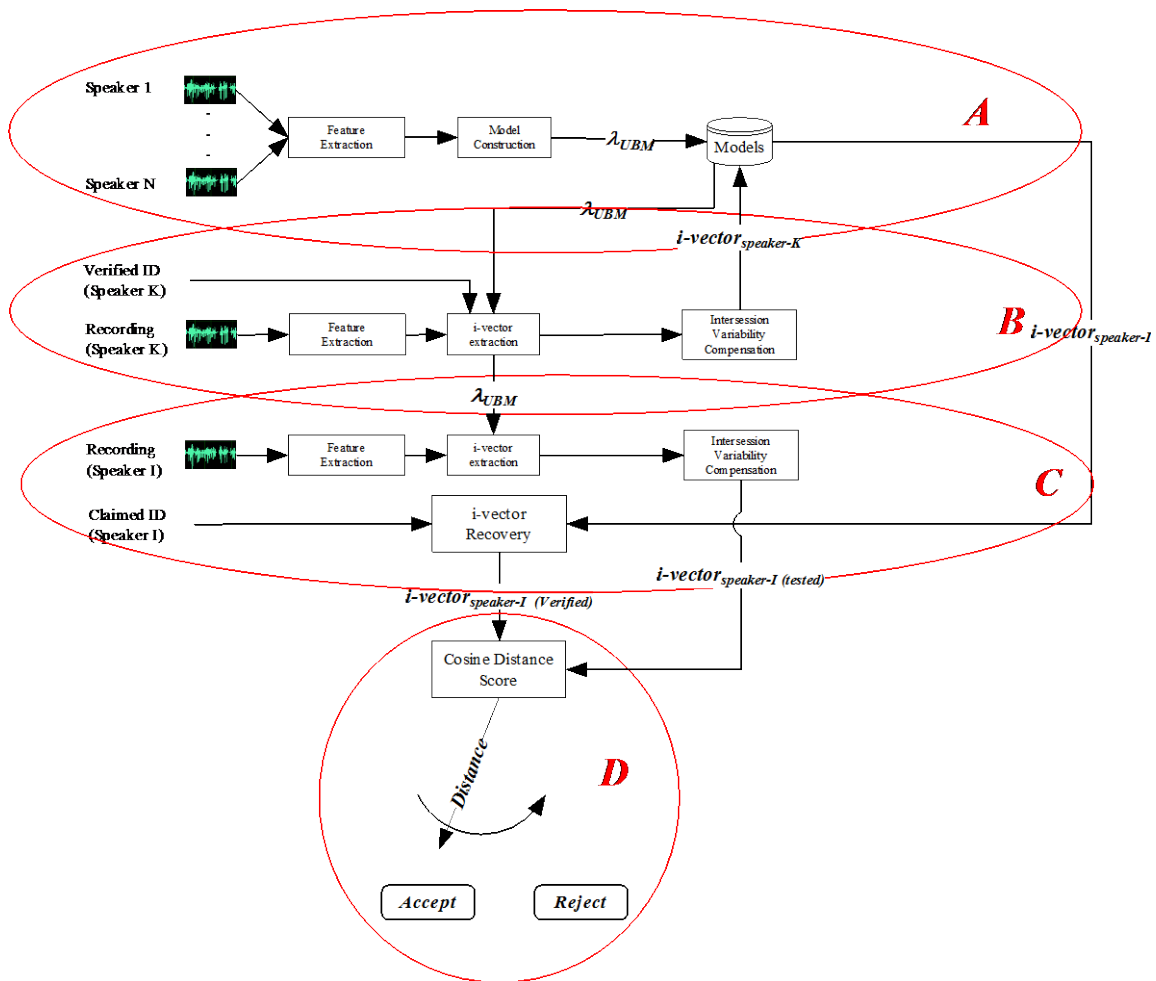 Speaker 1
Feature
Extraction
Model
Construction
λUBM
Models
A
Speaker N
λUBM
i-vectorspeaker-K
Verified ID
(Speaker K)
Recording
(Speaker K)
Feature
Extraction
i-vector
extraction
Intersession
Variability
Compensation
B
i-vectorspeaker-I
λUBM
Recording
(Speaker I)
Feature
Extraction
i-vector
extraction
Intersession
Variability
Compensation
C
Claimed ID
(Speaker I)
i-vector
Recovery
i-vectorspeaker-I (tested)
i-vectorspeaker-I (Verified)
Cosine Distance
Score
Distance
D
Accept
Reject